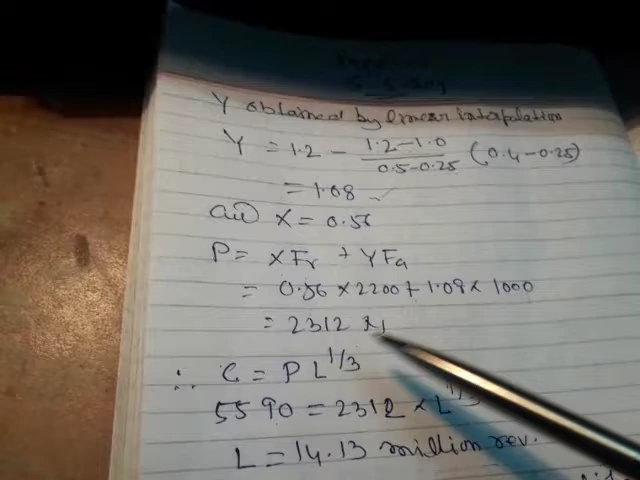 Y obtained by linear interpolation
Y = 1.2 - (1.2-1.0)/(0.5-0.25) (0.4-0.25)
= 1.08
and X = 0.56
P = XFr + YFa
= 0.56 × 2200 + 1.08 × 1000
= 2312 N
∴ C = P L^1/3
5590 = 2312 × L^1/3
L = 14.13 million rev.